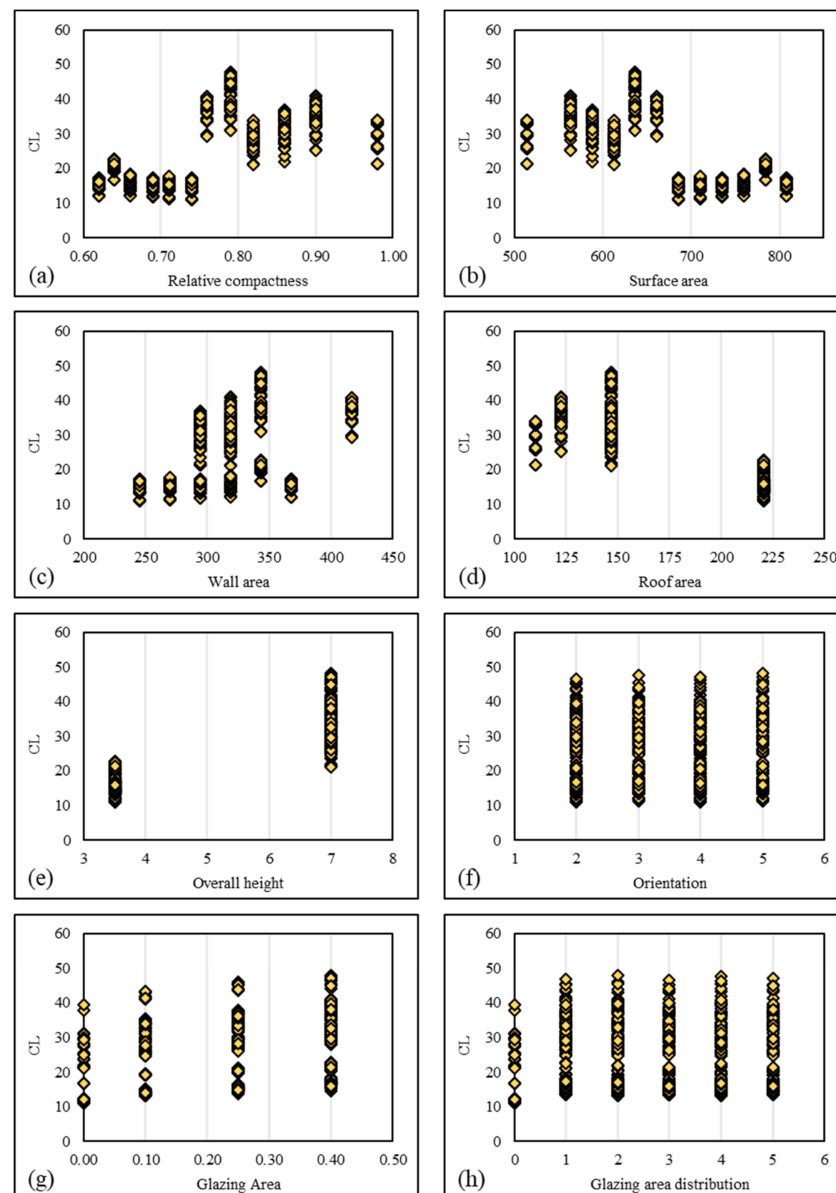 60
50
40
30
20
10
0
CL
0.60 0.70 0.80 0.90 1.00
(a) Relative compactness
60
50
40
30
20
10
0
CL
500 600 700 800
(b) Surface area
60
50
40
30
20
10
0
CL
200 250 300 350 400 450
(c) Wall area
60
50
40
30
20
10
0
CL
100 125 150 175 200 225 250
(d) Roof area
60
50
40
30
20
10
0
CL
3 4 5 6 7 8
(e) Overall height
60
50
40
30
20
10
0
CL
1 2 3 4 5 6
(f) Orientation
60
50
40
30
20
10
0
CL
0.00 0.10 0.20 0.30 0.40 0.50
(g) Glazing Area
60
50
40
30
20
10
0
CL
0 1 2 3 4 5 6
(h) Glazing area distribution